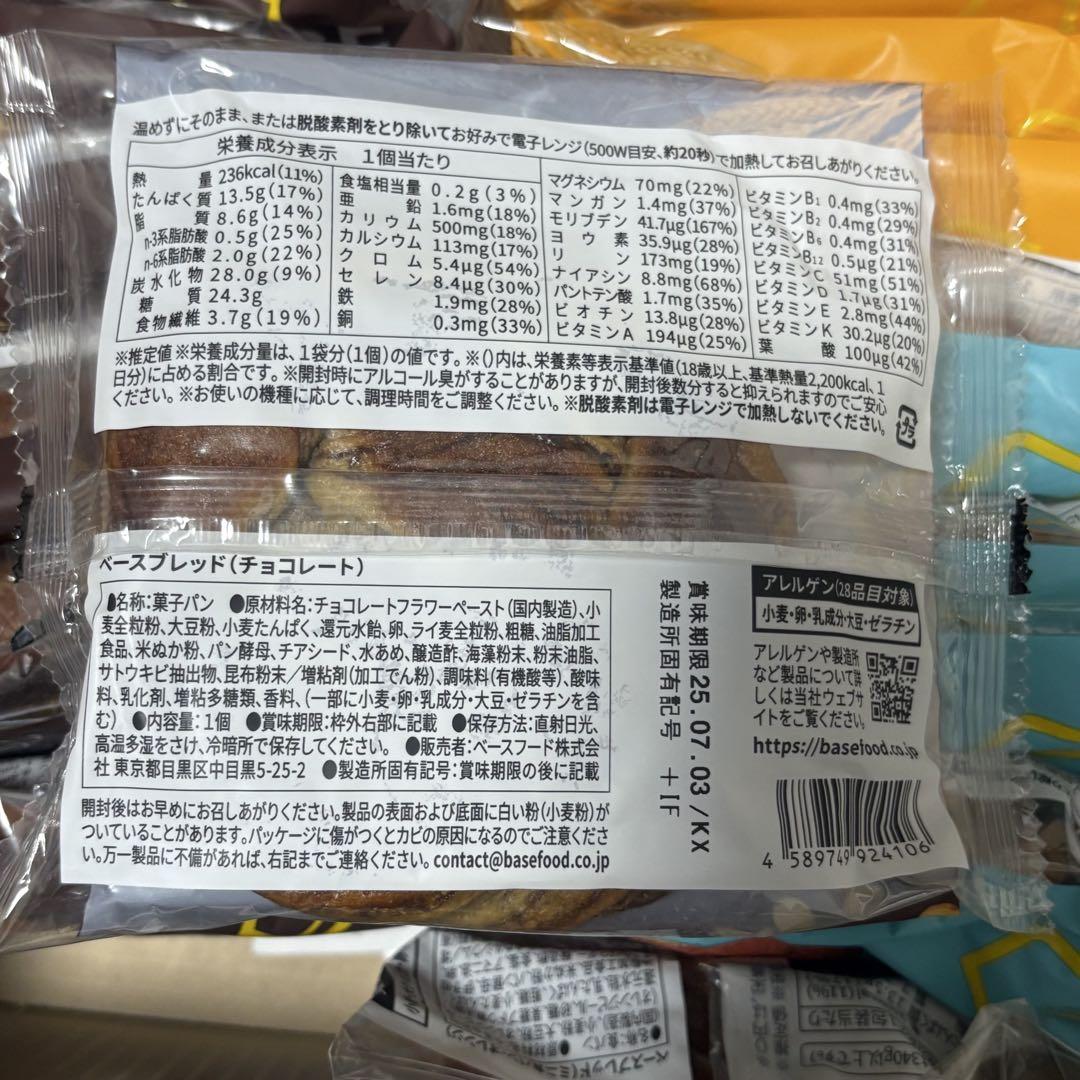 温めずにそのまま、または脱酸素剤をとり除いてお好みで電子レンジ(500W目安、約20秒)で加熱してお召しあがりください。
栄養成分表示 1個当たり
熱量 236kcal(11%)
たんぱく質 13.5g(17%)
脂質 8.6g(14%)
n-3系脂肪酸 0.5g(25%)
n-6系脂肪酸 2.0g(22%)
炭水化物 28.0g(9%)
糖質 24.3g
食物繊維 3.7g(19%)
食塩相当量 0.2g(3%)
亜鉛 1.6mg(18%)
カリウム 500mg(18%)
カルシウム 113mg(17%)
クロム 5.4μg(54%)
セレン 8.4μg(30%)
鉄 1.9mg(28%)
銅 0.3mg(33%)
マグネシウム 70mg(22%)
マンガン 1.4mg(37%)
モリブデン 41.7μg(167%)
ヨウ素 35.9μg(28%)
リン 173mg(19%)
ナイアシン 8.8mg(68%)
パントテン酸 1.7mg(35%)
ビオチン 13.8μg(28%)
ビタミンA 194μg(25%)
ビタミンB1 0.4mg(33%)
ビタミンB2 0.4mg(29%)
ビタミンB6 0.4mg(31%)
ビタミンB12 0.5μg(21%)
ビタミンC 51mg(51%)
ビタミンD 1.7μg(31%)
ビタミンE 2.8mg(44%)
ビタミンK 30.2μg(20%)
葉酸 100μg(42%)
※推定値 ※栄養成分量は、1袋分(1個)の値です。※()内は、栄養素等表示基準値(18歳以上、基準熱量2,200kcal、1
日分)に占める割合です。※開封時にアルコール臭がすることがありますが、開封後数分すると抑えられますのでご安心
ください。※お使いの機種に応じて、調理時間をご調整ください。※脱酸素剤は電子レンジで加熱しないでください。
プラ
ベースブレッド(チョコレート)
●名称:菓子パン ●原材料名:チョコレートフラワーペースト(国内製造)、小
麦全粒粉、大豆粉、小麦たんぱく、還元水飴、卵、ライ麦全粒粉、粗糖、油脂加工
食品、米ぬか粉、パン酵母、チアシード、水あめ、醸造酢、海藻粉末、粉末油脂、
サトウキビ抽出物、昆布粉末/増粘剤(加工でん粉)、調味料(有機酸等)、酸味
料、乳化剤、増粘多糖類、香料、(一部に小麦・卵・乳成分・大豆・ゼラチンを含
む) ●内容量:1個 ●賞味期限:枠外右部に記載 ●保存方法:直射日光、
高温多湿をさけ、冷暗所で保存してください。 ●販売者:ベースフード株式会
社 東京都目黒区中目黒5-25-2 ●製造所固有記号:賞味期限の後に記載
開封後はお早めにお召しあがりください。製品の表面および底面に白い粉(小麦粉)が
ついていることがあります。パッケージに傷がつくとカビの原因になるのでご注意くださ
い。万一製品に不備があれば、右記までご連絡ください。contact@basefood.co.jp
賞味期限25.07.03/KX
製造所固有記号 +IF
アレルゲン(28品目対象)
小麦・卵・乳成分・大豆・ゼラチン
アレルゲンや製造所
など製品について詳
しくは当社ウェブサ
イトをご覧ください。
https://basefood.co.jp
4 589749 924106